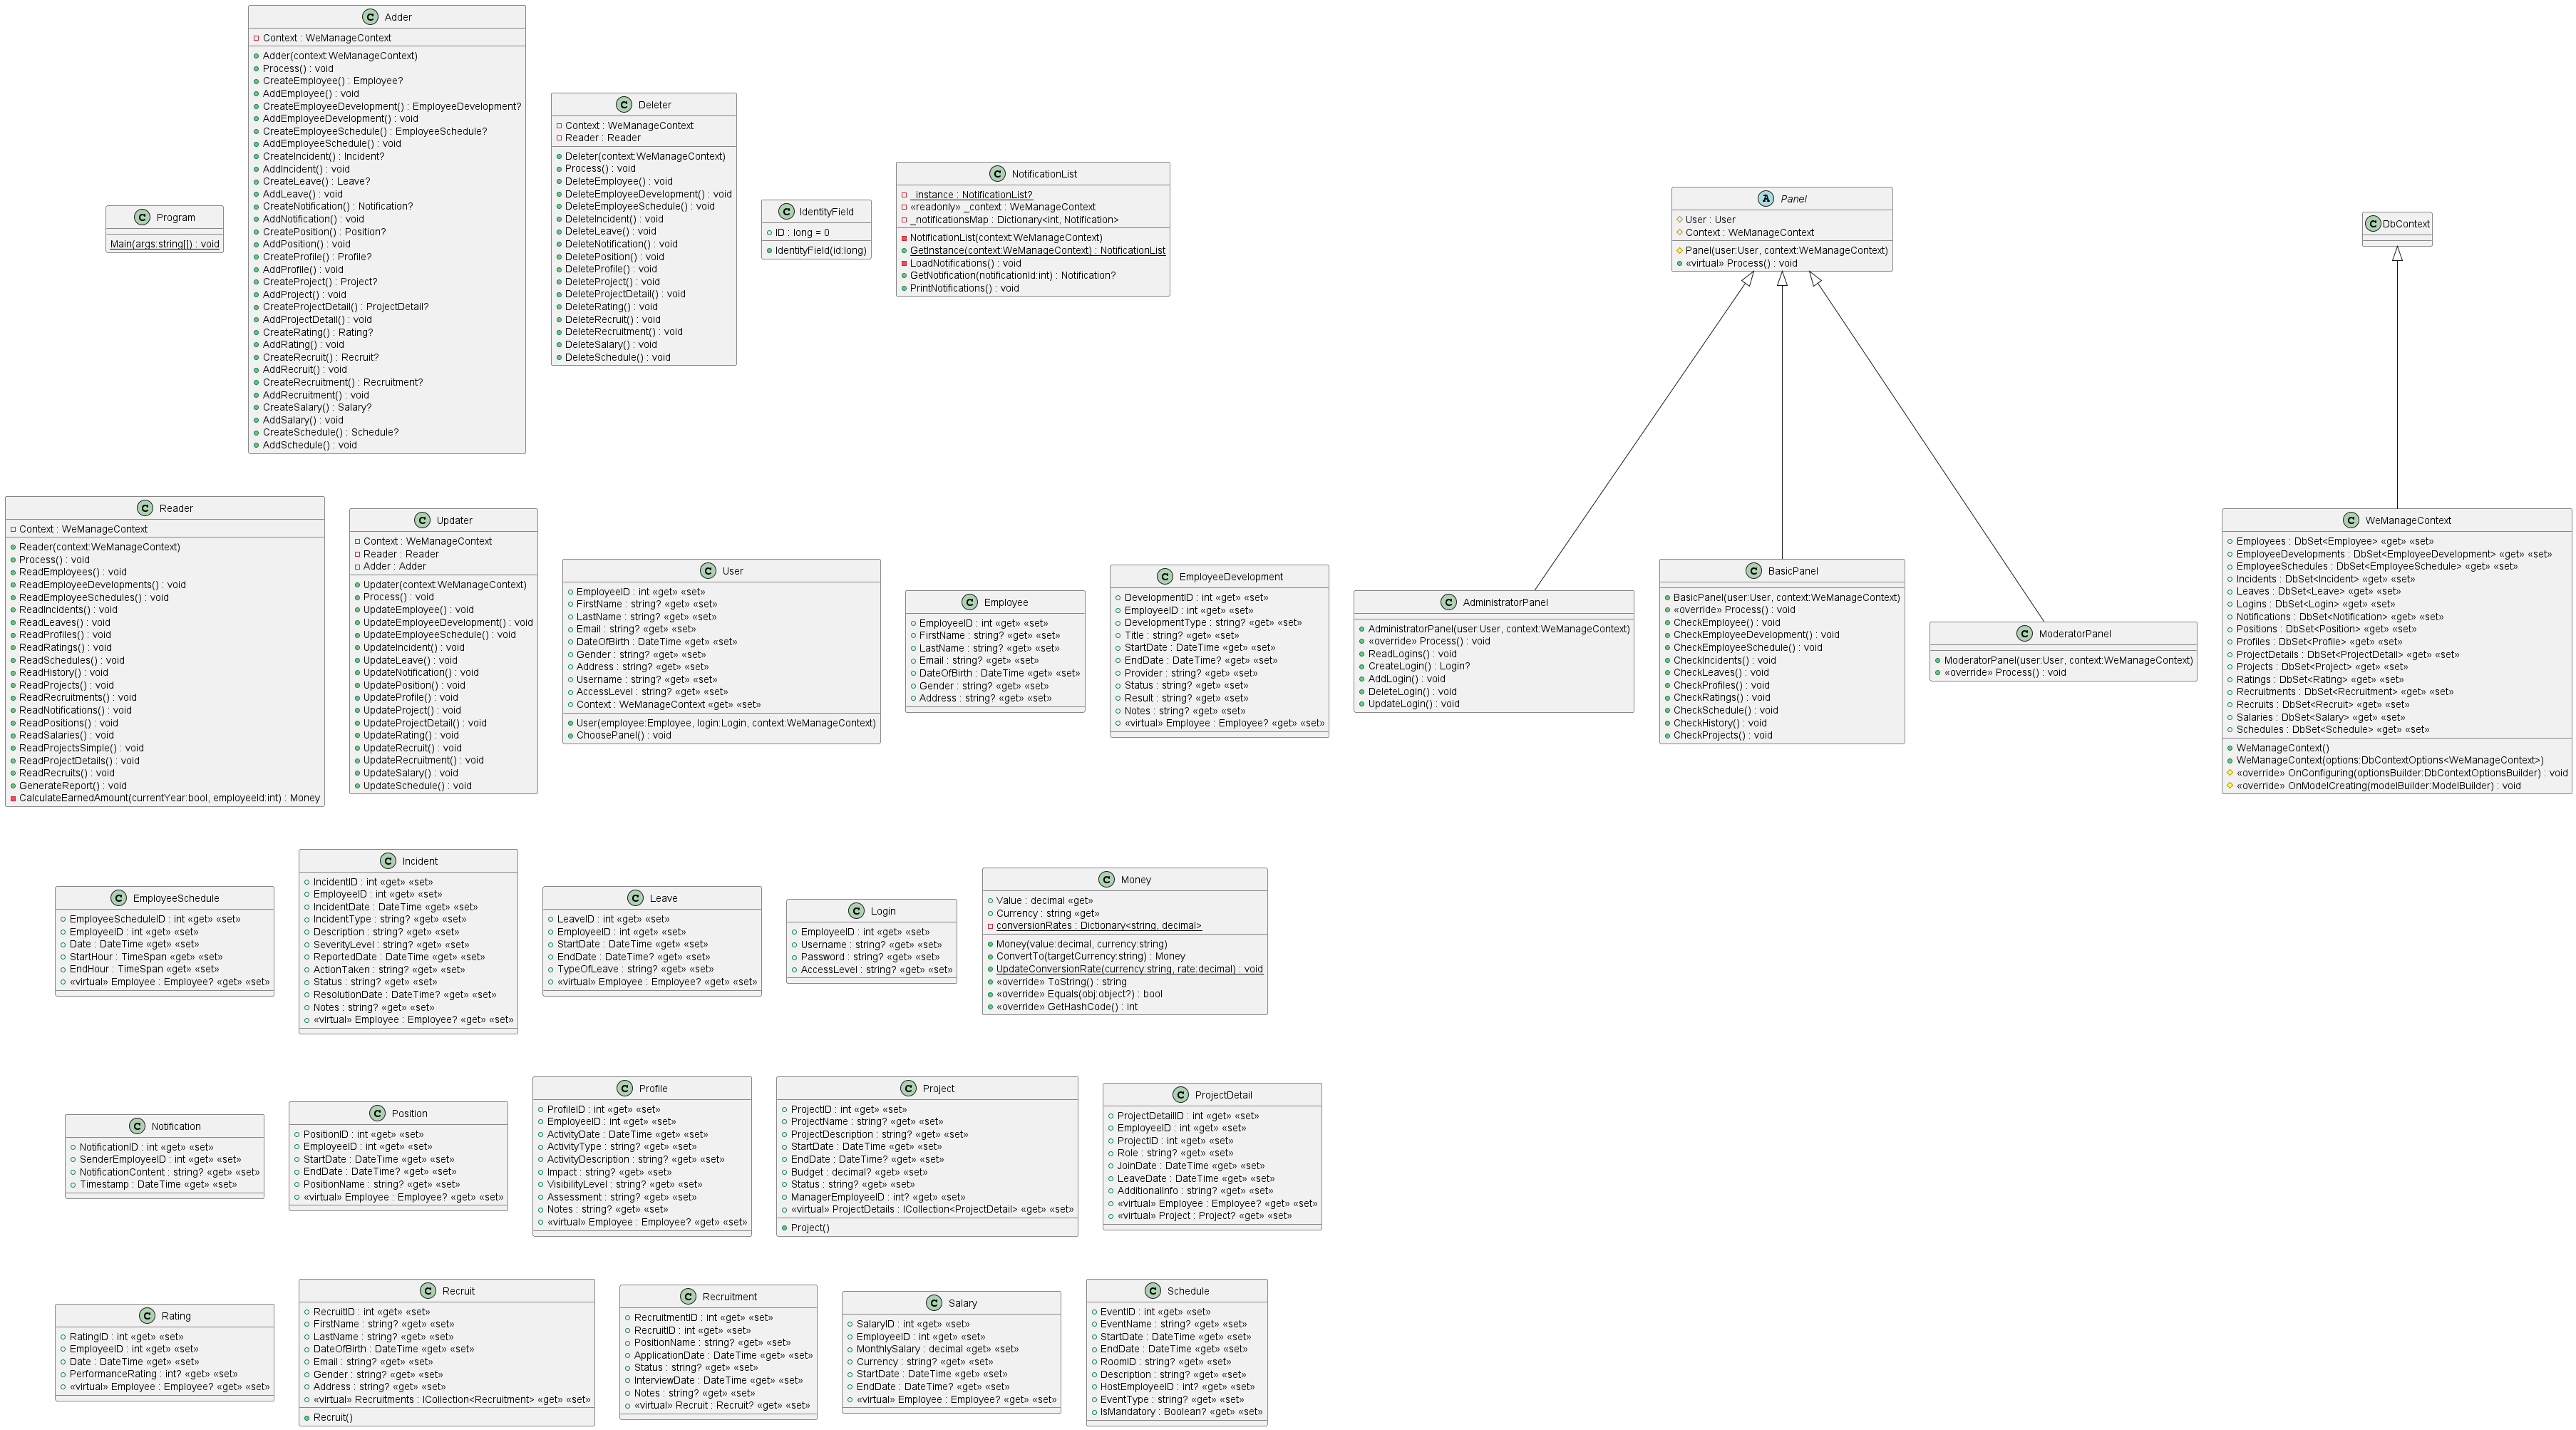 Program
Main(args:string[]) : void
Adder
Context : WeManageContext
Adder(context:WeManageContext)
Process() : void
CreateEmployee() : Employee?
AddEmployee() : void
CreateEmployeeDevelopment() : EmployeeDevelopment?
AddEmployeeDevelopment() : void
CreateEmployeeSchedule() : EmployeeSchedule?
AddEmployeeSchedule() : void
CreateIncident() : Incident?
AddIncident() : void
CreateLeave() : Leave?
AddLeave() : void
CreateNotification() : Notification?
AddNotification() : void
CreatePosition() : Position?
AddPosition() : void
CreateProfile() : Profile?
AddProfile() : void
CreateProject() : Project?
AddProject() : void
CreateProjectDetail() : ProjectDetail?
AddProjectDetail() : void
CreateRating() : Rating?
AddRating() : void
CreateRecruit() : Recruit?
AddRecruit() : void
CreateRecruitment() : Recruitment?
AddRecruitment() : void
CreateSalary() : Salary?
AddSalary() : void
CreateSchedule() : Schedule?
AddSchedule() : void
Deleter
Context : WeManageContext
Reader : Reader
Deleter(context:WeManageContext)
Process() : void
DeleteEmployee() : void
DeleteEmployeeDevelopment() : void
DeleteEmployeeSchedule() : void
DeleteIncident() : void
DeleteLeave() : void
DeleteNotification() : void
DeletePosition() : void
DeleteProfile() : void
DeleteProject() : void
DeleteProjectDetail() : void
DeleteRating() : void
DeleteRecruit() : void
DeleteRecruitment() : void
DeleteSalary() : void
DeleteSchedule() : void
IdentityField
ID : long = 0
IdentityField(id:long)
NotificationList
_instance : NotificationList?
«readonly» _context : WeManageContext
_notificationsMap : Dictionary<int, Notification>
NotificationList(context:WeManageContext)
GetInstance(context:WeManageContext) : NotificationList
LoadNotifications() : void
GetNotification(notificationId:int) : Notification?
PrintNotifications() : void
Panel
User : User
Context : WeManageContext
Panel(user:User, context:WeManageContext)
«virtual» Process() : void
DbContext
Reader
Context : WeManageContext
Reader(context:WeManageContext)
Process() : void
ReadEmployees() : void
ReadEmployeeDevelopments() : void
ReadEmployeeSchedules() : void
ReadIncidents() : void
ReadLeaves() : void
ReadProfiles() : void
ReadRatings() : void
ReadSchedules() : void
ReadHistory() : void
ReadProjects() : void
ReadRecruitments() : void
ReadNotifications() : void
ReadPositions() : void
ReadSalaries() : void
ReadProjectsSimple() : void
ReadProjectDetails() : void
ReadRecruits() : void
GenerateReport() : void
CalculateEarnedAmount(currentYear:bool, employeeId:int) : Money
Updater
Context : WeManageContext
Reader : Reader
Adder : Adder
Updater(context:WeManageContext)
Process() : void
UpdateEmployee() : void
UpdateEmployeeDevelopment() : void
UpdateEmployeeSchedule() : void
UpdateIncident() : void
UpdateLeave() : void
UpdateNotification() : void
UpdatePosition() : void
UpdateProfile() : void
UpdateProject() : void
UpdateProjectDetail() : void
UpdateRating() : void
UpdateRecruit() : void
UpdateRecruitment() : void
UpdateSalary() : void
UpdateSchedule() : void
User
EmployeeID : int «get» «set»
FirstName : string? «get» «set»
LastName : string? «get» «set»
Email : string? «get» «set»
DateOfBirth : DateTime «get» «set»
Gender : string? «get» «set»
Address : string? «get» «set»
Username : string? «get» «set»
AccessLevel : string? «get» «set»
Context : WeManageContext «get» «set»
User(employee:Employee, login:Login, context:WeManageContext)
ChoosePanel() : void
Employee
EmployeeID : int «get» «set»
FirstName : string? «get» «set»
LastName : string? «get» «set»
Email : string? «get» «set»
DateOfBirth : DateTime «get» «set»
Gender : string? «get» «set»
Address : string? «get» «set»
EmployeeDevelopment
DevelopmentID : int «get» «set»
EmployeeID : int «get» «set»
DevelopmentType : string? «get» «set»
Title : string? «get» «set»
StartDate : DateTime «get» «set»
EndDate : DateTime? «get» «set»
Provider : string? «get» «set»
Status : string? «get» «set»
Result : string? «get» «set»
Notes : string? «get» «set»
«virtual» Employee : Employee? «get» «set»
AdministratorPanel
AdministratorPanel(user:User, context:WeManageContext)
«override» Process() : void
ReadLogins() : void
CreateLogin() : Login?
AddLogin() : void
DeleteLogin() : void
UpdateLogin() : void
BasicPanel
BasicPanel(user:User, context:WeManageContext)
«override» Process() : void
CheckEmployee() : void
CheckEmployeeDevelopment() : void
CheckEmployeeSchedule() : void
CheckIncidents() : void
CheckLeaves() : void
CheckProfiles() : void
CheckRatings() : void
CheckSchedule() : void
CheckHistory() : void
CheckProjects() : void
ModeratorPanel
ModeratorPanel(user:User, context:WeManageContext)
«override» Process() : void
WeManageContext
Employees : DbSet<Employee> «get» «set»
EmployeeDevelopments : DbSet<EmployeeDevelopment> «get» «set»
EmployeeSchedules : DbSet<EmployeeSchedule> «get» «set»
Incidents : DbSet<Incident> «get» «set»
Leaves : DbSet<Leave> «get» «set»
Logins : DbSet<Login> «get» «set»
Notifications : DbSet<Notification> «get» «set»
Positions : DbSet<Position> «get» «set»
Profiles : DbSet<Profile> «get» «set»
ProjectDetails : DbSet<ProjectDetail> «get» «set»
Projects : DbSet<Project> «get» «set»
Ratings : DbSet<Rating> «get» «set»
Recruitments : DbSet<Recruitment> «get» «set»
Recruits : DbSet<Recruit> «get» «set»
Salaries : DbSet<Salary> «get» «set»
Schedules : DbSet<Schedule> «get» «set»
WeManageContext()
WeManageContext(options:DbContextOptions<WeManageContext>)
«override» OnConfiguring(optionsBuilder:DbContextOptionsBuilder) : void
«override» OnModelCreating(modelBuilder:ModelBuilder) : void
EmployeeSchedule
EmployeeScheduleID : int «get» «set»
EmployeeID : int «get» «set»
Date : DateTime «get» «set»
StartHour : TimeSpan «get» «set»
EndHour : TimeSpan «get» «set»
«virtual» Employee : Employee? «get» «set»
Incident
IncidentID : int «get» «set»
EmployeeID : int «get» «set»
IncidentDate : DateTime «get» «set»
IncidentType : string? «get» «set»
Description : string? «get» «set»
SeverityLevel : string? «get» «set»
ReportedDate : DateTime «get» «set»
ActionTaken : string? «get» «set»
Status : string? «get» «set»
ResolutionDate : DateTime? «get» «set»
Notes : string? «get» «set»
«virtual» Employee : Employee? «get» «set»
Leave
LeaveID : int «get» «set»
EmployeeID : int «get» «set»
StartDate : DateTime «get» «set»
EndDate : DateTime? «get» «set»
TypeOfLeave : string? «get» «set»
«virtual» Employee : Employee? «get» «set»
Login
EmployeeID : int «get» «set»
Username : string? «get» «set»
Password : string? «get» «set»
AccessLevel : string? «get» «set»
Money
Value : decimal «get»
Currency : string «get»
conversionRates : Dictionary<string, decimal>
Money(value:decimal, currency:string)
ConvertTo(targetCurrency:string) : Money
UpdateConversionRate(currency:string, rate:decimal) : void
«override» ToString() : string
«override» Equals(obj:object?) : bool
«override» GetHashCode() : int
Notification
NotificationID : int «get» «set»
SenderEmployeeID : int «get» «set»
NotificationContent : string? «get» «set»
Timestamp : DateTime «get» «set»
Position
PositionID : int «get» «set»
EmployeeID : int «get» «set»
StartDate : DateTime «get» «set»
EndDate : DateTime? «get» «set»
PositionName : string? «get» «set»
«virtual» Employee : Employee? «get» «set»
Profile
ProfileID : int «get» «set»
EmployeeID : int «get» «set»
ActivityDate : DateTime «get» «set»
ActivityType : string? «get» «set»
ActivityDescription : string? «get» «set»
Impact : string? «get» «set»
VisibilityLevel : string? «get» «set»
Assessment : string? «get» «set»
Notes : string? «get» «set»
«virtual» Employee : Employee? «get» «set»
Project
ProjectID : int «get» «set»
ProjectName : string? «get» «set»
ProjectDescription : string? «get» «set»
StartDate : DateTime «get» «set»
EndDate : DateTime? «get» «set»
Budget : decimal? «get» «set»
Status : string? «get» «set»
ManagerEmployeeID : int? «get» «set»
«virtual» ProjectDetails : ICollection<ProjectDetail> «get» «set»
Project()
ProjectDetail
ProjectDetailID : int «get» «set»
EmployeeID : int «get» «set»
ProjectID : int «get» «set»
Role : string? «get» «set»
JoinDate : DateTime «get» «set»
LeaveDate : DateTime «get» «set»
AdditionalInfo : string? «get» «set»
«virtual» Employee : Employee? «get» «set»
«virtual» Project : Project? «get» «set»
Rating
RatingID : int «get» «set»
EmployeeID : int «get» «set»
Date : DateTime «get» «set»
PerformanceRating : int? «get» «set»
«virtual» Employee : Employee? «get» «set»
Recruit
RecruitID : int «get» «set»
FirstName : string? «get» «set»
LastName : string? «get» «set»
DateOfBirth : DateTime «get» «set»
Email : string? «get» «set»
Gender : string? «get» «set»
Address : string? «get» «set»
«virtual» Recruitments : ICollection<Recruitment> «get» «set»
Recruit()
Recruitment
RecruitmentID : int «get» «set»
RecruitID : int «get» «set»
PositionName : string? «get» «set»
ApplicationDate : DateTime «get» «set»
Status : string? «get» «set»
InterviewDate : DateTime «get» «set»
Notes : string? «get» «set»
«virtual» Recruit : Recruit? «get» «set»
Salary
SalaryID : int «get» «set»
EmployeeID : int «get» «set»
MonthlySalary : decimal «get» «set»
Currency : string? «get» «set»
StartDate : DateTime «get» «set»
EndDate : DateTime? «get» «set»
«virtual» Employee : Employee? «get» «set»
Schedule
EventID : int «get» «set»
EventName : string? «get» «set»
StartDate : DateTime «get» «set»
EndDate : DateTime «get» «set»
RoomID : string? «get» «set»
Description : string? «get» «set»
HostEmployeeID : int? «get» «set»
EventType : string? «get» «set»
IsMandatory : Boolean? «get» «set»